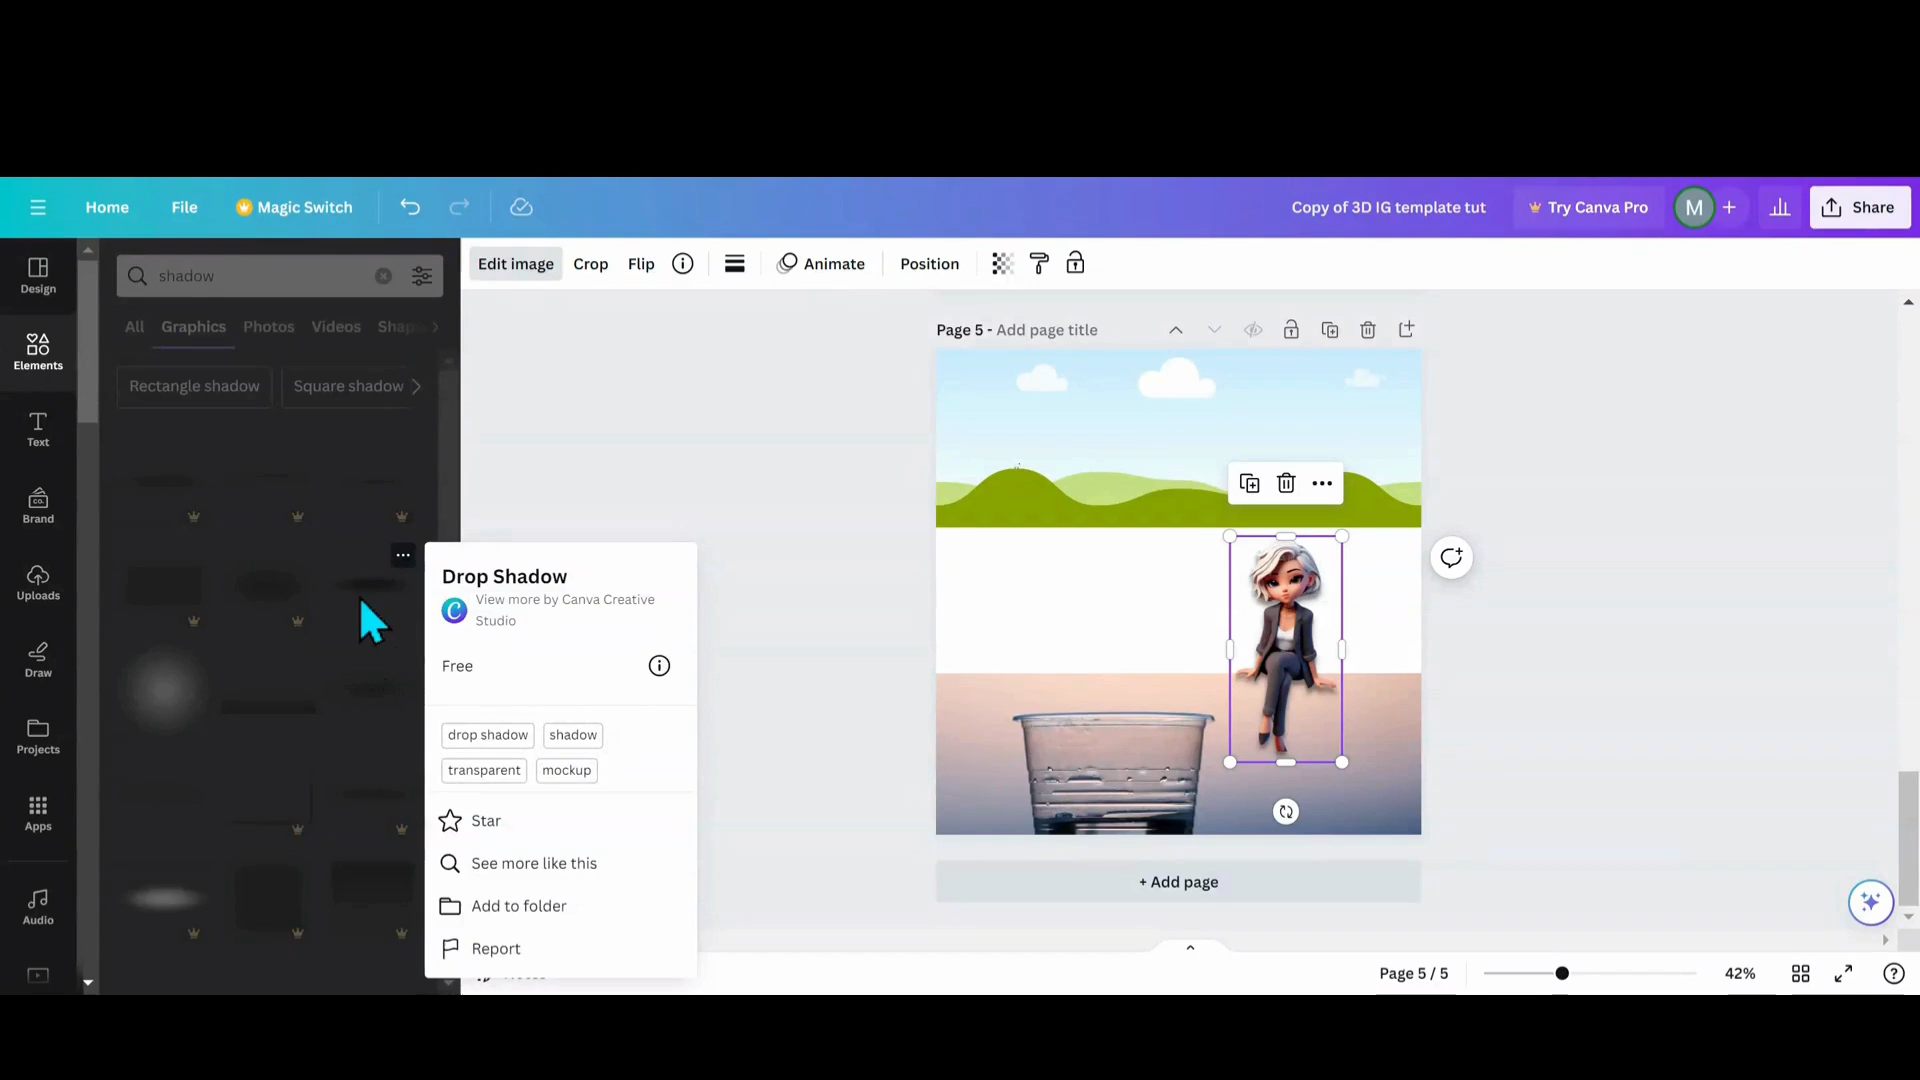 Home File Magic Switch
Copy of 3D IG template tut Try Canva Pro M + Share
Design
Elements
Text
Brand
Uploads
Draw
Projects
Apps
Audio
shadow
All Graphics Photos Videos
Rectangle shadow Square shadow
Edit image Crop Flip Animate Position
Page 5 - Add page title
Drop Shadow
View more by Canva Creative
Studio
Free
drop shadow shadow
transparent mockup
Star
See more like this
Add to folder
Report
+ Add page
Page 5 / 5 42%